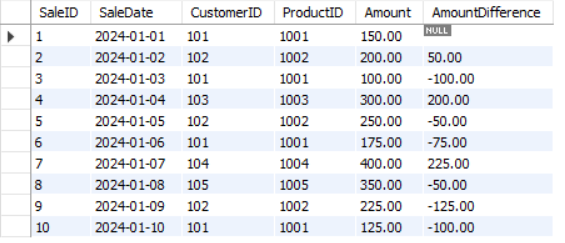 SaleID SaleDate CustomerID ProductID Amount AmountDifference
1 2024-01-01 101 1001 150.00 NULL
2 2024-01-02 102 1002 200.00 50.00
3 2024-01-03 101 1001 100.00 -100.00
4 2024-01-04 103 1003 300.00 200.00
5 2024-01-05 102 1002 250.00 -50.00
6 2024-01-06 101 1001 175.00 -75.00
7 2024-01-07 104 1004 400.00 225.00
8 2024-01-08 105 1005 350.00 -50.00
9 2024-01-09 102 1002 225.00 -125.00
10 2024-01-10 101 1001 125.00 -100.00